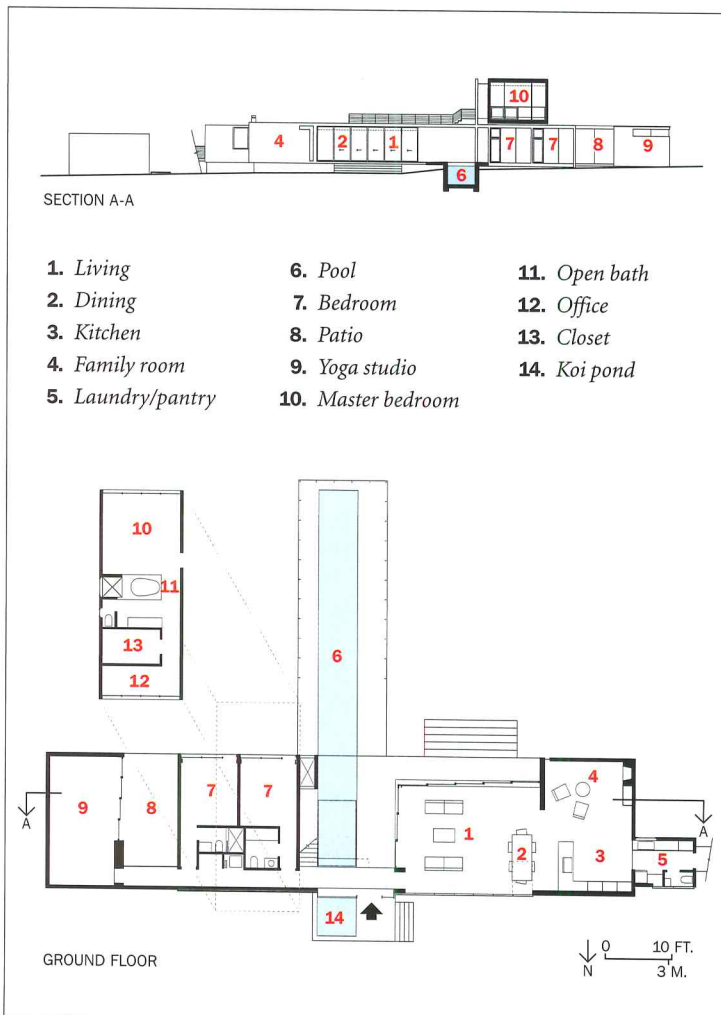 10
4
2
1
7
7
8
9
6
SECTION A-A
1. Living
2. Dining
3. Kitchen
4. Family room
5. Laundry/pantry
6. Pool
7. Bedroom
8. Patio
9. Yoga studio
10. Master bedroom
11. Open bath
12. Office
13. Closet
14. Koi pond
10
11
13
12
6
9
8
7
7
1
2
4
3
5
A
A
14
GROUND FLOOR
N
0 10 FT.
3 M.